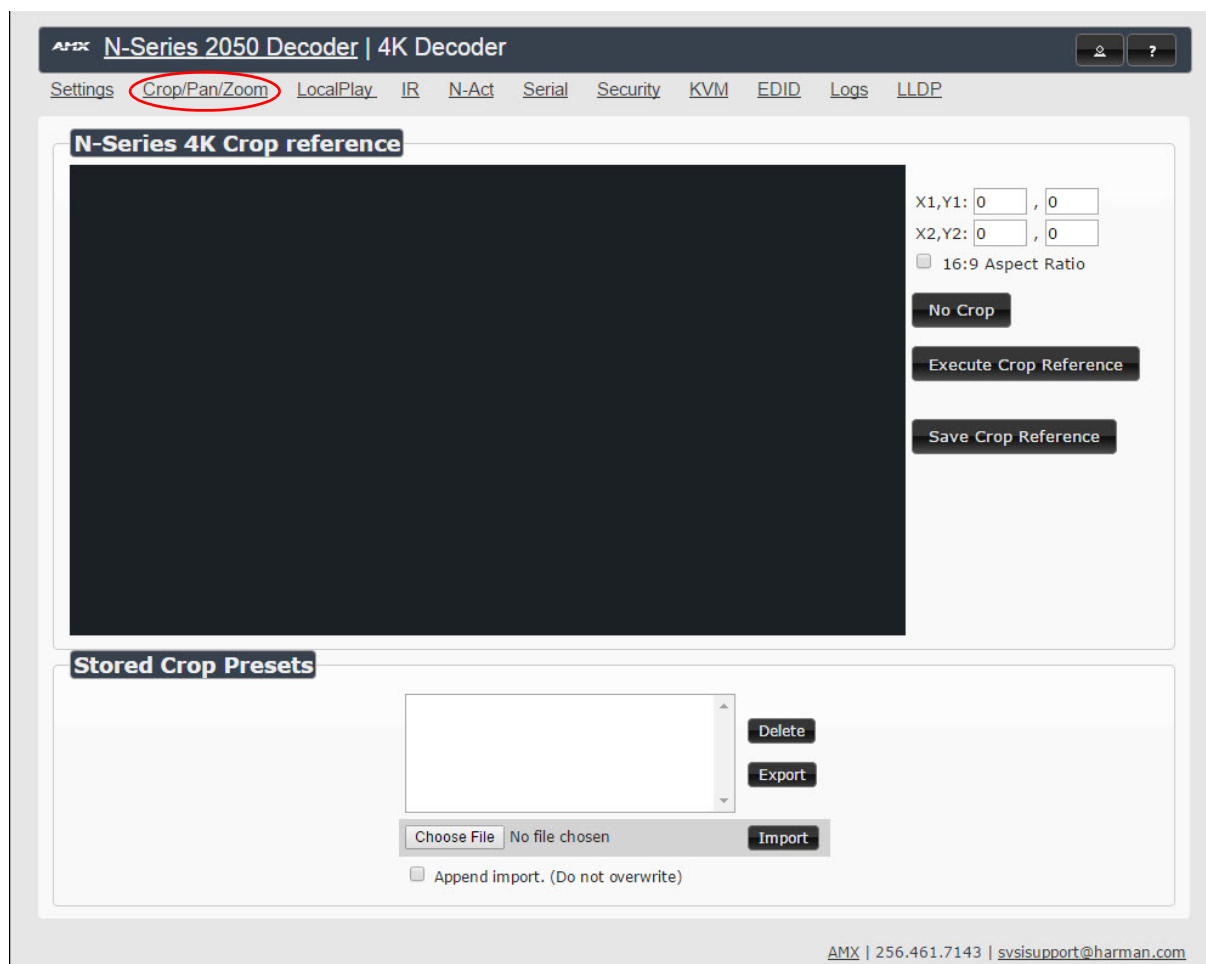 AMX N-Series 2050 Decoder | 4K Decoder ?
Settings Crop/Pan/Zoom LocalPlay IR N-Act Serial Security KVM EDID Logs LLDP
N-Series 4K Crop reference
X1,Y1: 0 , 0
X2,Y2: 0 , 0
16:9 Aspect Ratio
No Crop
Execute Crop Reference
Save Crop Reference
Stored Crop Presets
Delete
Export
Choose File No file chosen Import
Append import. (Do not overwrite)
AMX | 256.461.7143 | svsisupport@harman.com